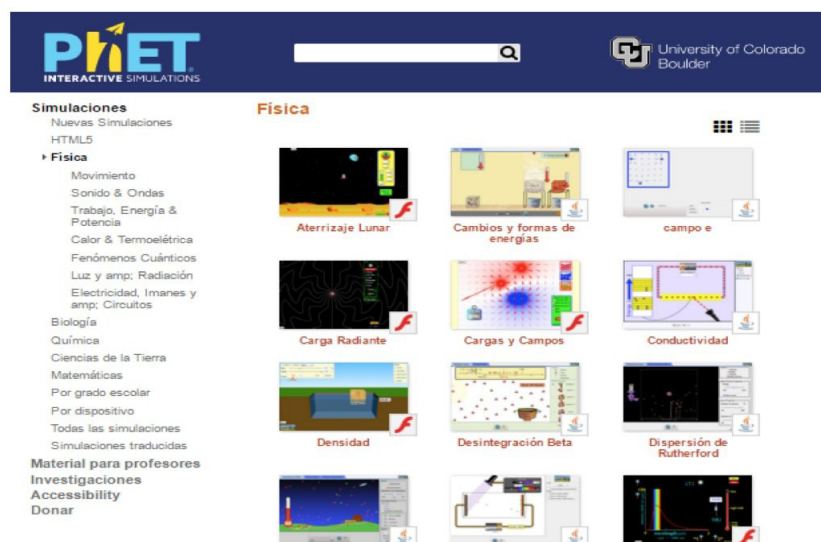 PhET
INTERACTIVE SIMULATIONS
University of Colorado
Boulder
Simulaciones
Nuevas Simulaciones
HTML5
Física
Movimiento
Sonido & Ondas
Trabajo, Energía &
Potencia
Calor & Termoelétrica
Fenómenos Cuánticos
Luz y amp; Radiación
Electricidad, Imanes y
amp; Circuitos
Biología
Química
Ciencias de la Tierra
Matemáticas
Por grado escolar
Por dispositivo
Todas las simulaciones
Simulaciones traducidas
Material para profesores
Investigaciones
Accessibility
Donar
Física
Aterrizaje Lunar
Cambios y formas de
energías
campo e
Carga Radiante
Cargas y Campos
Conductividad
Densidad
Desintegración Beta
Dispersión de
Rutherford